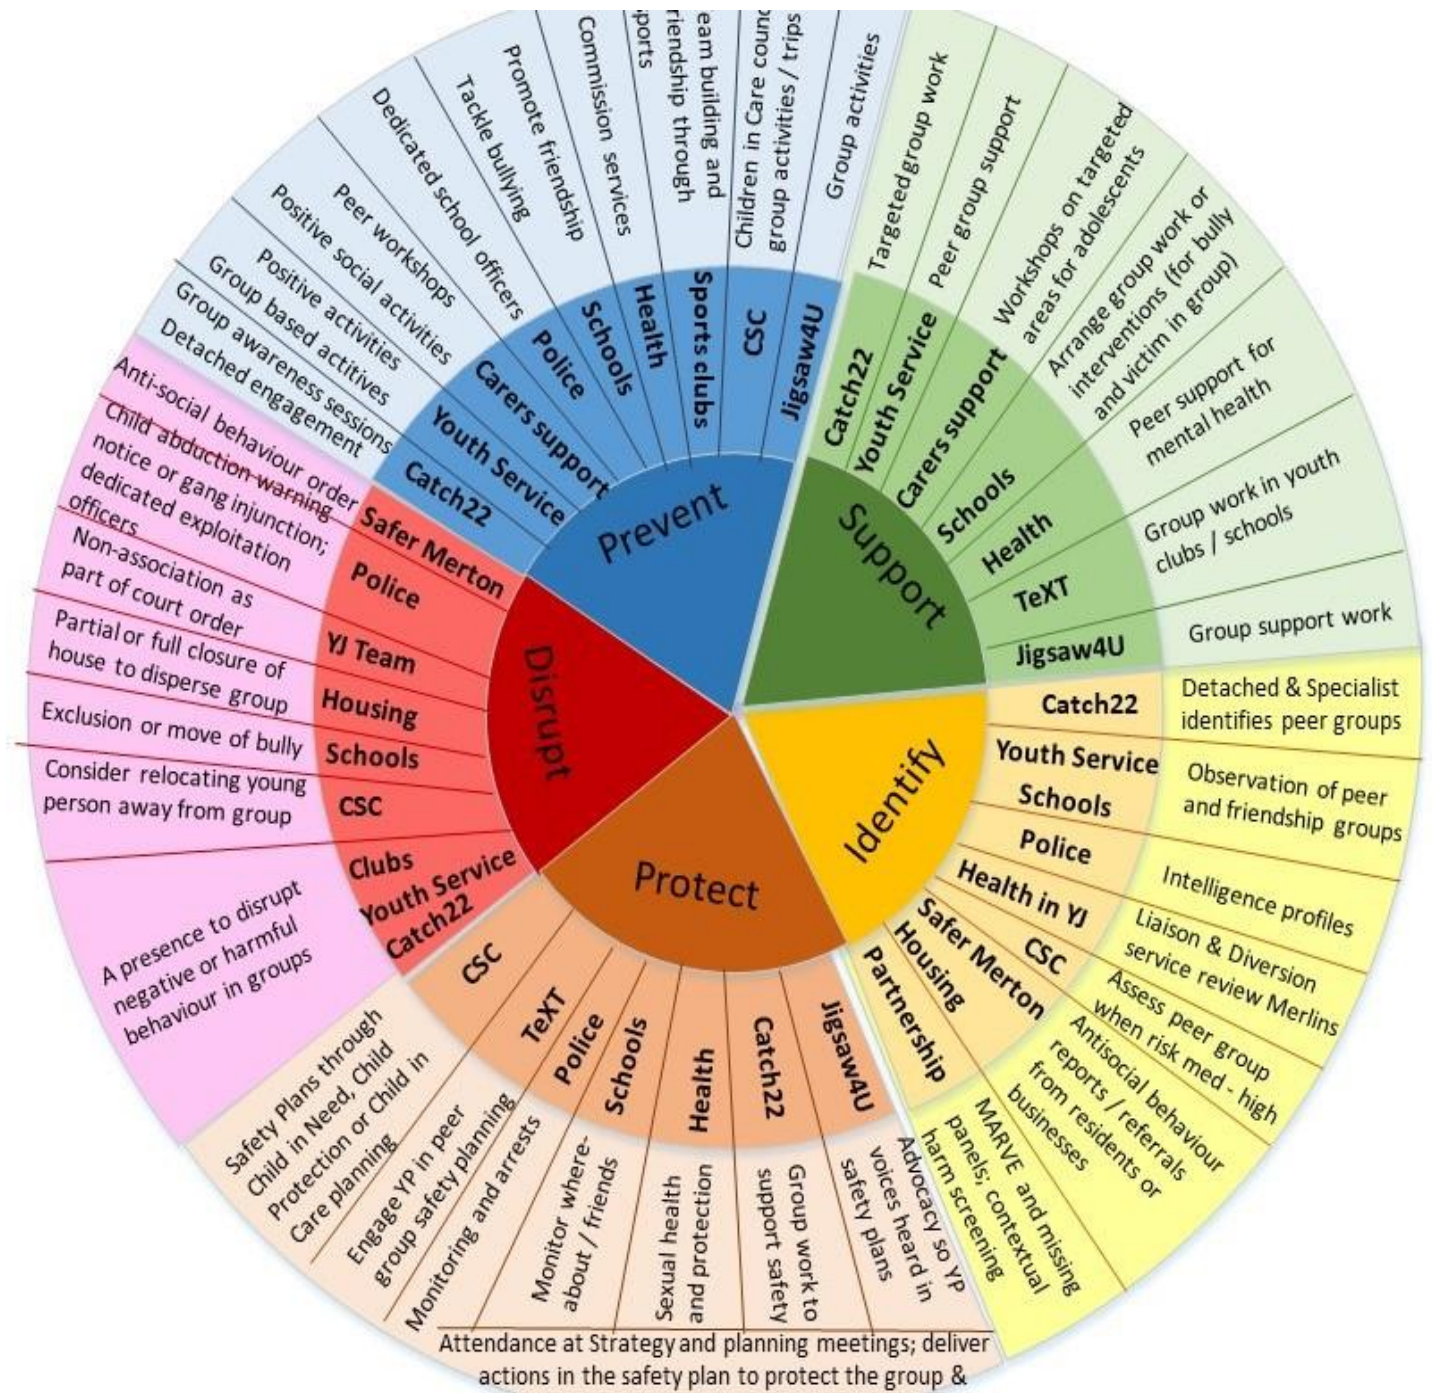 Prevent
Support
Identify
Protect
Disrupt
Catch22
Youth Service
Carers support
Police
Schools
Health
Sports clubs
CSC
Jigsaw4U
Detached engagement
Group awareness sessions
Group based actitives
Positive activities
Positive social activities
Peer workshops
Dedicated school officers
Tackle bullying
Promote friendship
Commission services
eam building and
riendship through
ports
Children in Care counc
group activities / trips
Group activities
Catch22
Youth Service
Carers support
Schools
Health
TeXT
Jigsaw4U
Targeted group work
Peer group support
Workshops on targeted
areas for adolescents
Arrange group work or
interventions (for bully
and victim in group)
Peer support for
mental health
Group work in youth
clubs / schools
Group support work
Catch22
Youth Service
Schools
Police
Health in YJ
CSC
Safer Merton
Housing
Partnership
Detached & Specialist
identifies peer groups
Observation of peer
and friendship groups
Intelligence profiles
Liaison & Diversion
service review Merlins
Assess peer group
when risk med - high
Antisocial behaviour
reports / referrals
from residents or
businesses
MARVE and missing
panels; contextual
harm screening
Jigsaw4U
Catch22
Health
Schools
Police
TeXT
CSC
Advocacy so YP
voices heard in
safety plans
Group work to
support safety
Sexual health
and protection
Monitor where-
about / friends
Monitoring and arrests
Engage YP in peer
group safety planning
Safety Plans through
Child in Need, Child
Protection or Child in
Care planning
Attendance at Strategy and planning meetings; deliver
actions in the safety plan to protect the group &
Safer Merton
Police
YJ Team
Housing
Schools
CSC
Clubs
Youth Service
Catch22
Anti-social behaviour order
Child abduction warning
notice or gang injunction;
dedicated exploitation
officers
Non-association as
part of court order
Partial or full closure of
house to disperse group
Exclusion or move of bully
Consider relocating young
person away from group
A presence to disrupt
negative or harmful
behaviour in groups